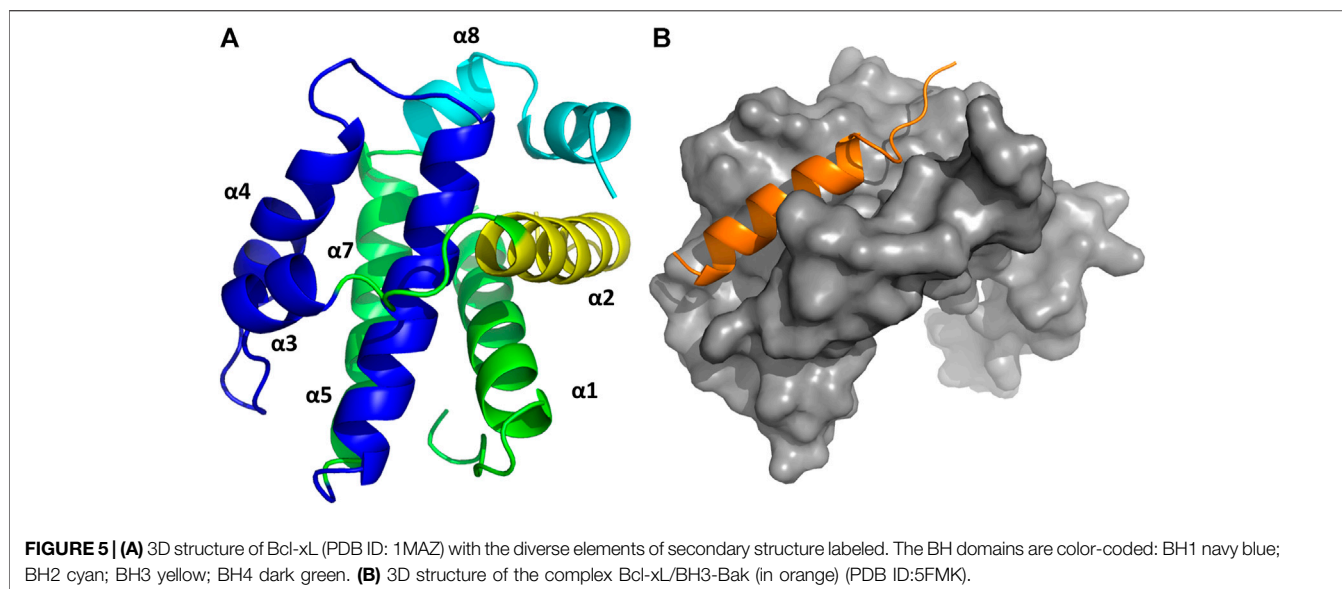 A
B
α8
α4
α7
α2
α3
α5
α1
FIGURE 5 | (A) 3D structure of Bcl-xL (PDB ID: 1MAZ) with the diverse elements of secondary structure labeled. The BH domains are color-coded: BH1 navy blue;
BH2 cyan; BH3 yellow; BH4 dark green. (B) 3D structure of the complex Bcl-xL/BH3-Bak (in orange) (PDB ID:5FMK).